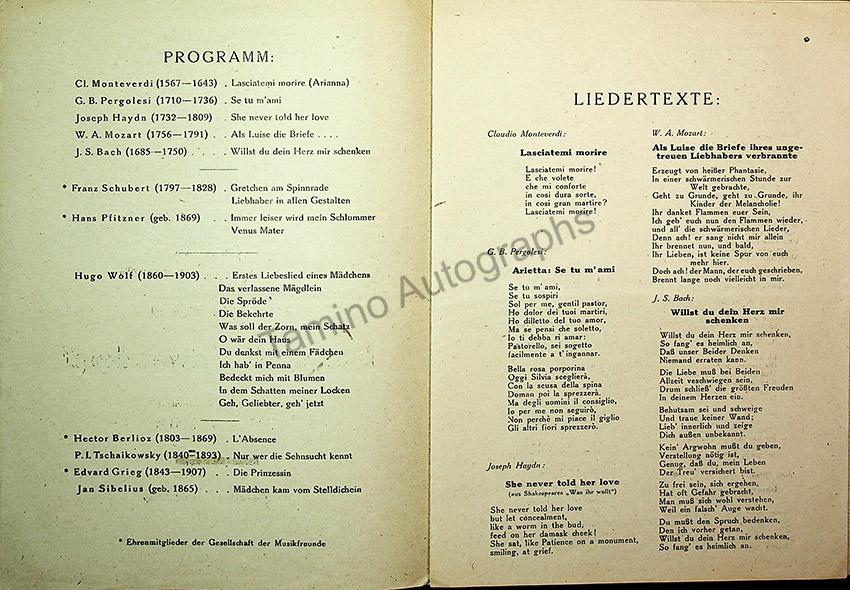 PROGRAMM:
Cl. Monteverdi (1567—1643) . Lasciatemi morire (Arianna)
G. B. Pergolesi (1710—1736) . Se tu m'ami
Joseph Haydn (1732—1809) . She never told her love
W. A. Mozart (1756—1791) . . Als Luise die Briefe . . . .
J. S. Bach (1685—1750) . . . . Willst du dein Herz mir schenken
* Franz Schubert (1797—1828) . Gretchen am Spinnrade
Liebhaber in allen Gestalten
* Hans Pfitzner (geb. 1869) . . Immer leiser wird mein Schlummer
Venus Mater
Hugo Wolf (1860—1903) . . . Erstes Liebeslied eines Mädchens
Das verlassene Mägdlein
Die Spröde
Die Bekehrte
Was soll der Zorn, mein Schatz
O wär dein Haus
Du denkst mit einem Fädchen
Ich hab' in Penna
Bedeckt mich mit Blumen
In dem Schatten meiner Locken
Geh, Geliebter, geh' jetzt
* Hector Berlioz (1803—1869) . L'Absence
P. I. Tschaikowsky (1840—1893) . Nur wer die Sehnsucht kennt
* Edvard Grieg (1843—1907) . . Die Prinzessin
Jan Sibelius (geb. 1865) . . . Mädchen kam vom Stelldichein
* Ehrenmitglieder der Gesellschaft der Musikfreunde
LIEDERTEXTE:
Claudio Monteverdi:
Lasciatemi morire
Lasciatemi morire!
E che volete
che mi conforte
in cosi dura sorte,
in cosi gran martire?
Lasciatemi morire!
G. B. Pergolesi:
Arietta: Se tu m'ami
Se tu m'ami,
Se tu sospiri
Sol per me, gentil pastor,
Ho dolor dei tuoi martiri,
Ho dilletto del tuo amor,
Ma se pensi che soletto,
Io ti debba ri amar:
Pastorello, sei sogetto
facilmente a t'ingannar.
Bella rosa porporina
Oggi Silvia sceglierà,
Con la scusa della spina
Doman poi la sprezzerà.
Ma degli uomini il consiglio,
Io per me non seguirò,
Non perchè mi piace il giglio
Gli altri fiori sprezzerò.
Joseph Haydn:
She never told her love
(aus Shakespeares „Was ihr wollt")
She never told her love
but let concealment,
like a worm in the bud,
feed on her damask cheek!
She sat, like Patience on a monument,
smiling, at grief.
W. A. Mozart:
Als Luise die Briefe ihres unge-
treuen Liebhabers verbrannte
Erzeugt von heißer Phantasie,
In einer schwärmerischen Stunde zur
Welt gebrachte,
Geht zu Grunde, geht zu Grunde, ihr
Kinder der Melancholie!
Ihr danket Flammen euer Sein,
Ich geb' euch nun den Flammen wieder,
und all' die schwärmerischen Lieder,
Denn ach! er sang nicht mir allein
Ihr brennet nun, und bald,
Ihr Lieben, ist keine Spur von euch
mehr hier.
Doch ach! der Mann, der euch geschrieben,
Brennt lange noch vielleicht in mir.
J. S. Bach:
Willst du dein Herz mir
schenken
Willst du dein Herz mir schenken,
So fang' es heimlich an,
Daß unser Beider Denken
Niemand erraten kann.
Die Liebe muß bei Beiden
Allzeit verschwiegen sein,
Drum schließ' die größten Freuden
In deinem Herzen ein.
Behutsam sei und schweige
Und traue keiner Wand;
Lieb' innerlich und zeige
Dich außen unbekannt.
Kein' Argwohn mußt du geben,
Verstellung nötig ist,
Genug, daß du, mein Leben
Der Treu' versichert bist.
Zu frei sein, sich ergehen,
Hat oft Gefahr gebracht,
Man muß sich wohl verstehen,
Weil ein falsch' Auge wacht.
Du mußt den Spruch bedenken,
Den ich vorher getan,
Willst du dein Herz mir schenken,
So fang' es heimlich an.
Tamino Autographs